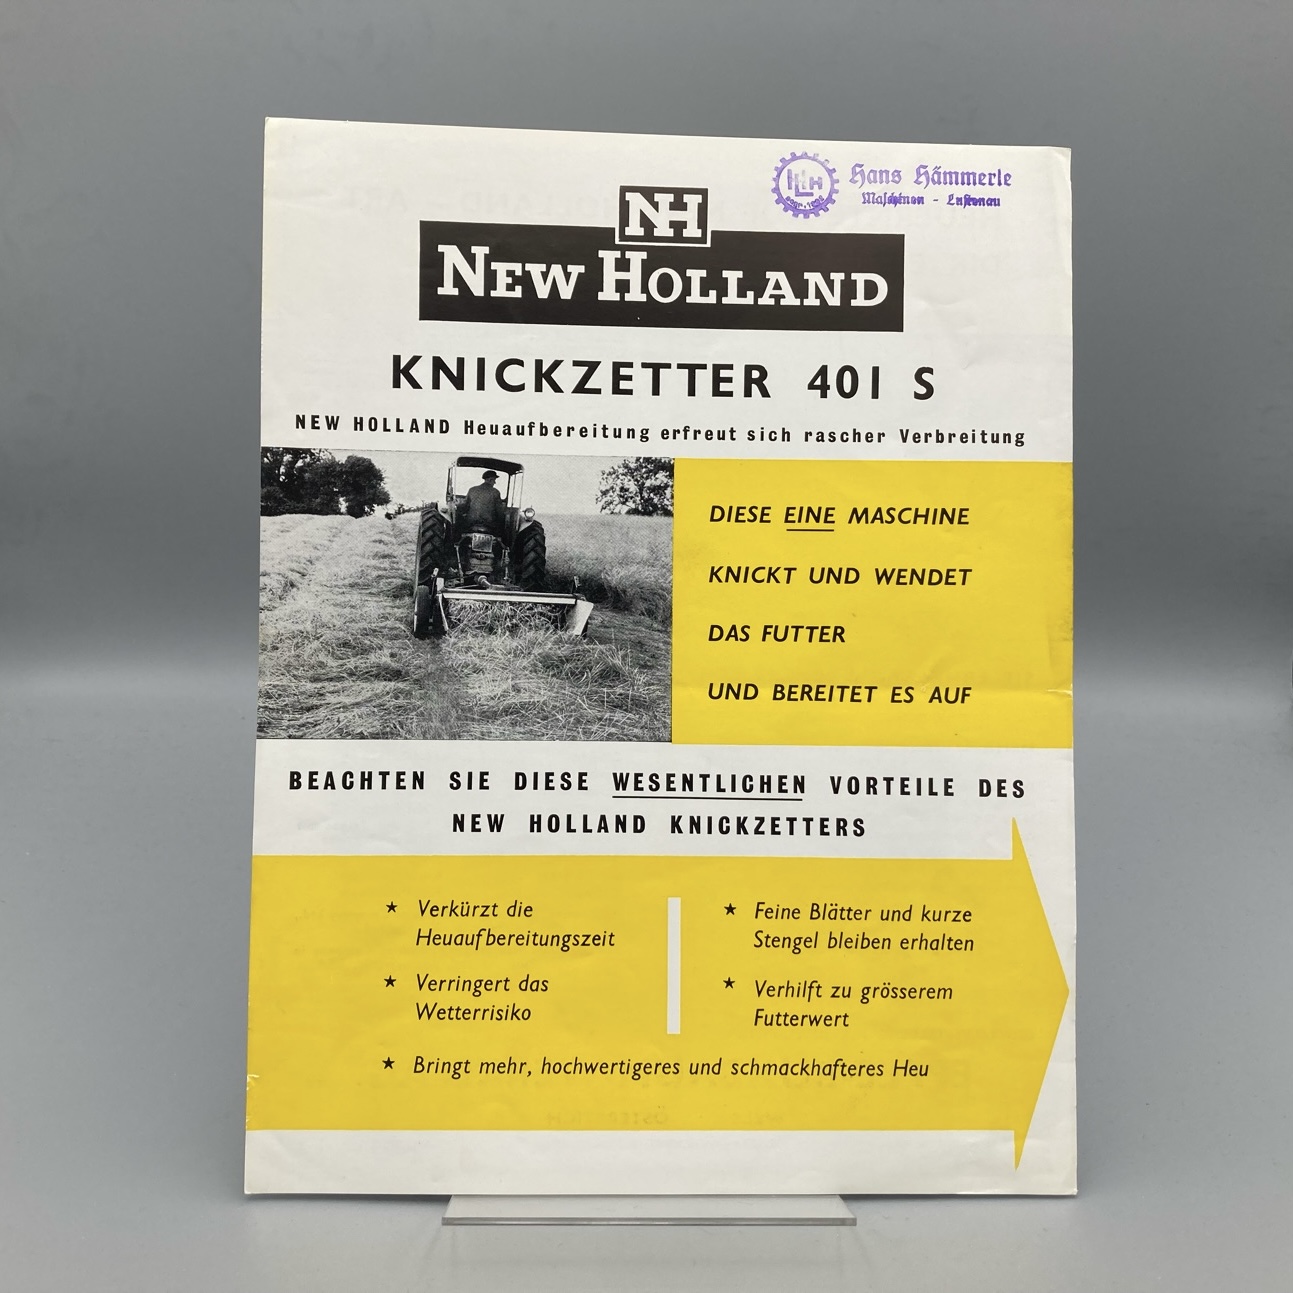 Hans Hämmerle
Maschinen - Lustenau
NH
NEW HOLLAND
KNICKZETTER 401 S
NEW HOLLAND Heuaufbereitung erfreut sich rascher Verbreitung
DIESE EINE MASCHINE
KNICKT UND WENDET
DAS FUTTER
UND BEREITET ES AUF
BEACHTEN SIE DIESE WESENTLICHEN VORTEILE DES
NEW HOLLAND KNICKZETTERS
★ Verkürzt die
Heuaufbereitungszeit
★ Verringert das
Wetterrisiko
★ Feine Blätter und kurze
Stengel bleiben erhalten
★ Verhilft zu grösserem
Futterwert
★ Bringt mehr, hochwertigeres und schmackhafteres Heu